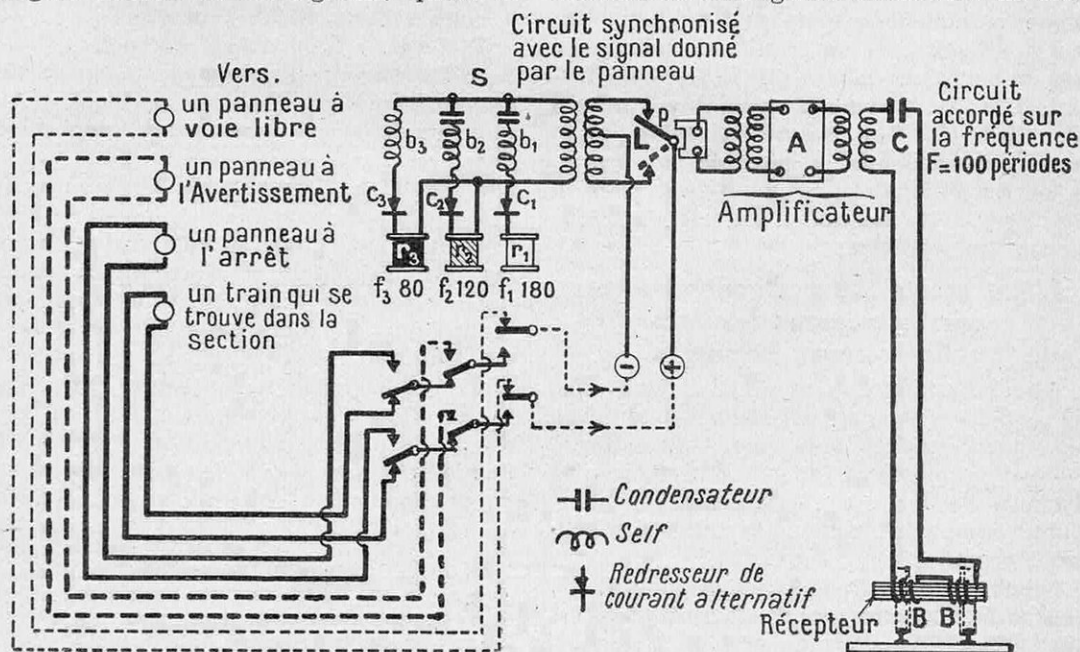 Circuit synchronisé
avec le signal donné
par le panneau
Vers.
un panneau à
voie libre
un panneau à
l'Avertissement
un panneau à
l'arrêt
un train qui se
trouve dans la
section
S
b3
b2
b1
C3
C2
C1
r3
r2
r1
f3 80
f2 120
f1 180
L
P
A
Amplificateur
C
Circuit
accordé sur
la fréquence
F=100 périodes
-
+
Condensateur
Self
Redresseur de
courant alternatif
Récepteur
B
B